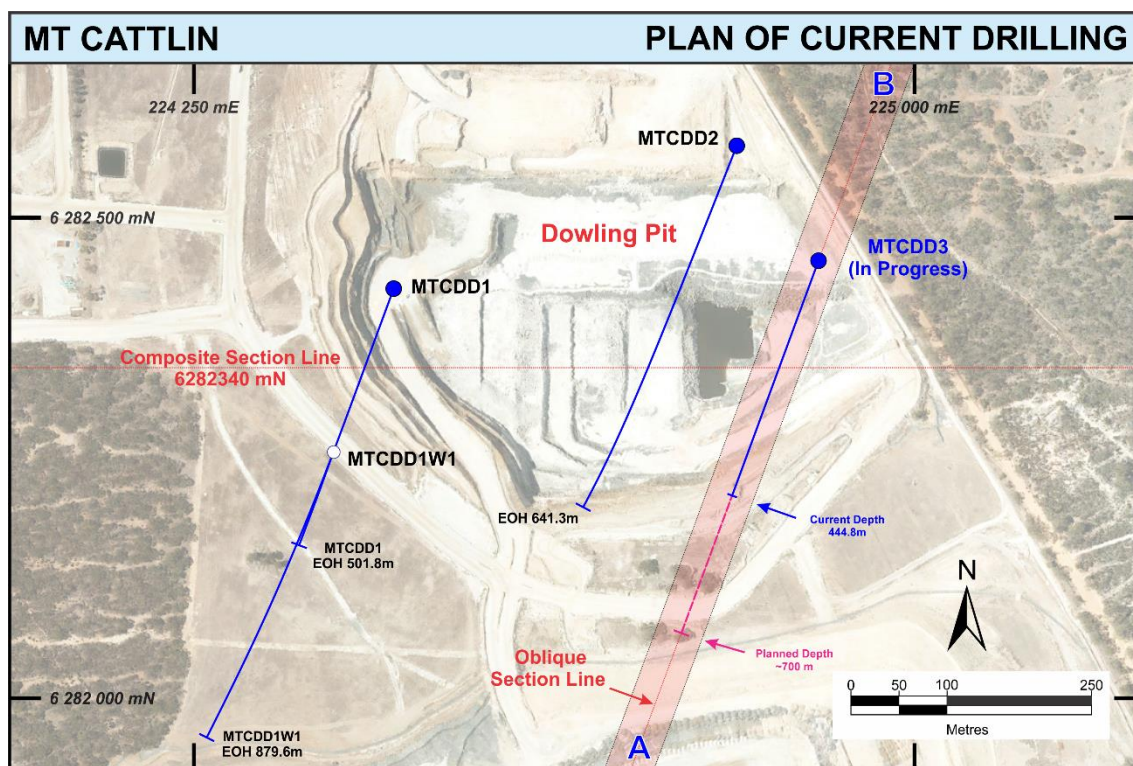 MT CATTLIN
PLAN OF CURRENT DRILLING
B
224 250 mE
225 000 mE
MTCDD2
6 282 500 mN
Dowling Pit
MTCDD3
(In Progress)
MTCDD1
Composite Section Line
6282340 mN
MTCDD1W1
EOH 641.3m
Current Depth
444.8m
MTCDD1
EOH 501.8m
N
Planned Depth
~700 m
Oblique
Section Line
6 282 000 mN
0 50 100 250
Metres
MTCDD1W1
EOH 879.6m
A